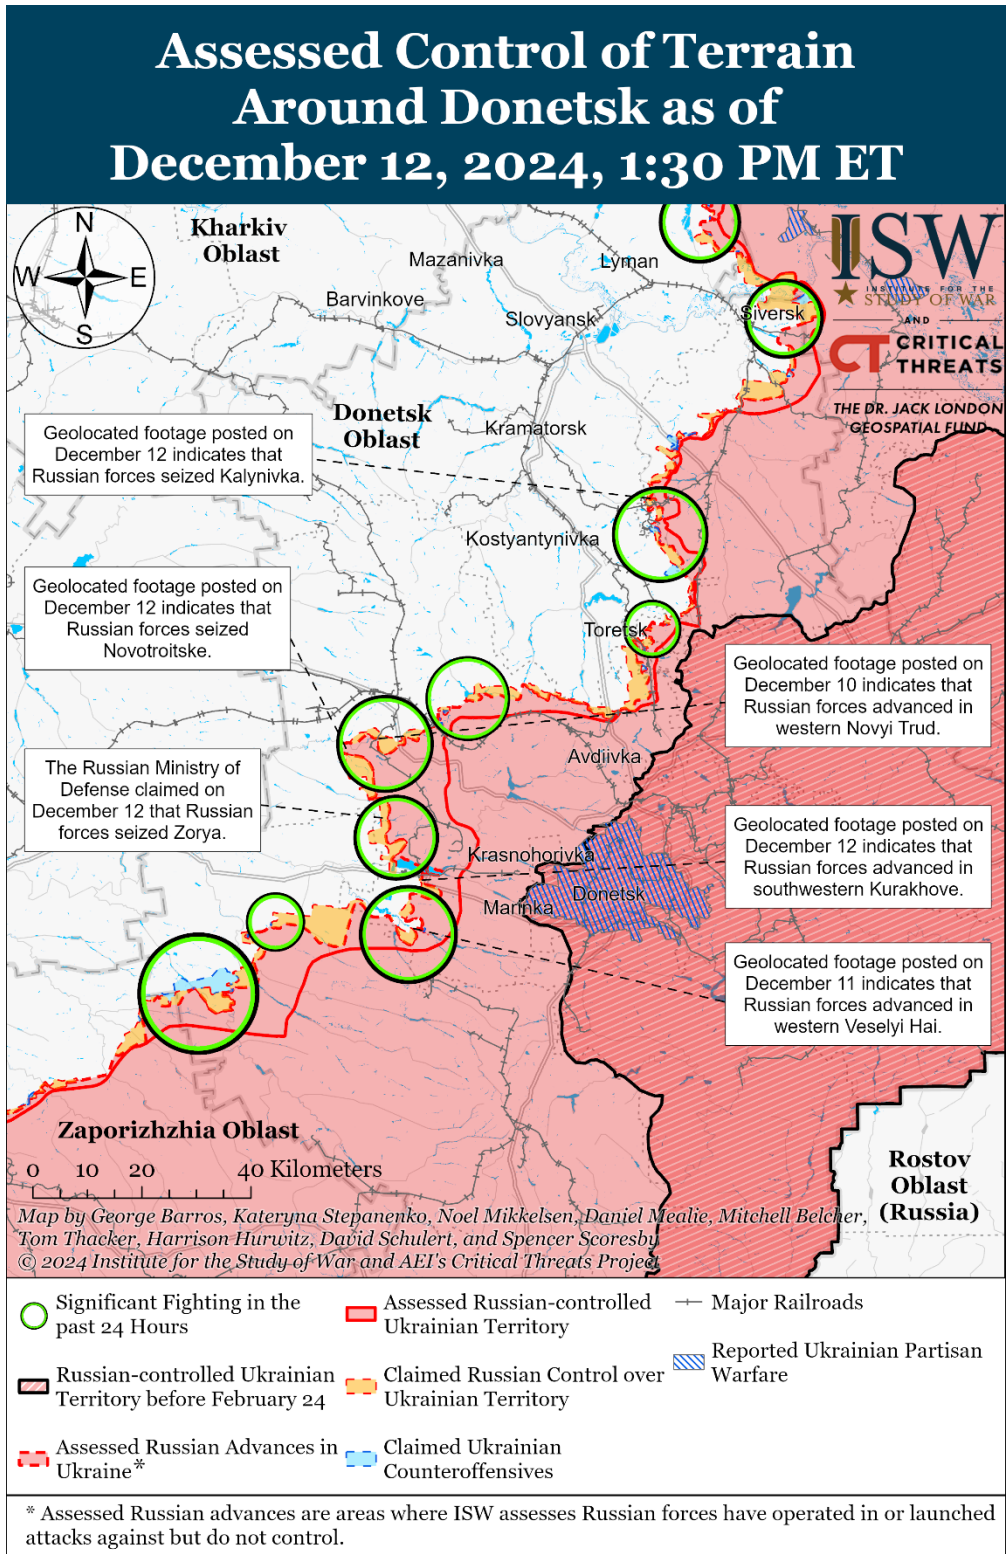 Assessed Control of Terrain
Around Donetsk as of
December 12, 2024, 1:30 PM ET
N
W
E
S
Kharkiv
Oblast
Mazanivka
Lyman
Barvinkove
Slovyansk
Siversk
ISW
INSTITUTE FOR THE
STUDY OF WAR
AND
CT CRITICAL
THREATS
THE DR. JACK LONDON
GEOSPATIAL FUND
Donetsk
Oblast
Kramatorsk
Geolocated footage posted on
December 12 indicates that
Russian forces seized Kalynivka.
Kostyantynivka
Geolocated footage posted on
December 12 indicates that
Russian forces seized
Novotroitske.
Toretsk
Geolocated footage posted on
December 10 indicates that
Russian forces advanced in
western Novyi Trud.
Avdiivka
The Russian Ministry of
Defense claimed on
December 12 that Russian
forces seized Zorya.
Krasnohorivka
Marinka
Donetsk
Geolocated footage posted on
December 12 indicates that
Russian forces advanced in
southwestern Kurakhove.
Geolocated footage posted on
December 11 indicates that
Russian forces advanced in
western Veselyi Hai.
Zaporizhzhia Oblast
0 10 20 40 Kilometers
Rostov
Oblast
(Russia)
Map by George Barros, Kateryna Stepanenko, Noel Mikkelsen, Daniel Mealie, Mitchell Belcher,
Tom Thacker, Harrison Hurwitz, David Schulert, and Spencer Scoresby
© 2024 Institute for the Study of War and AEI's Critical Threats Project
Significant Fighting in the
past 24 Hours
Russian-controlled Ukrainian
Territory before February 24
Assessed Russian Advances in
Ukraine*
Assessed Russian-controlled
Ukrainian Territory
Claimed Russian Control over
Ukrainian Territory
Claimed Ukrainian
Counteroffensives
Major Railroads
Reported Ukrainian Partisan
Warfare
* Assessed Russian advances are areas where ISW assesses Russian forces have operated in or launched
attacks against but do not control.